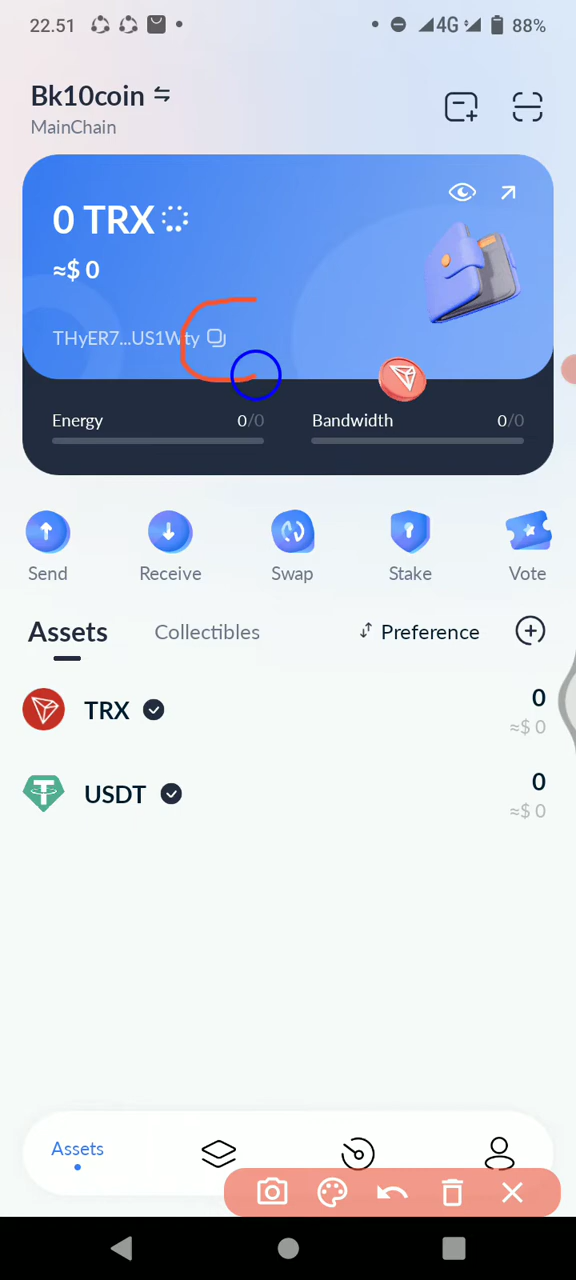 22.51
4G
88%
Bk10coin
MainChain
0 TRX
≈$ 0
THyER7...US1Wty
Energy 0/0 Bandwidth 0/0
Send Receive Swap Stake Vote
Assets Collectibles Preference
TRX 0
≈$ 0
USDT 0
≈$ 0
Assets